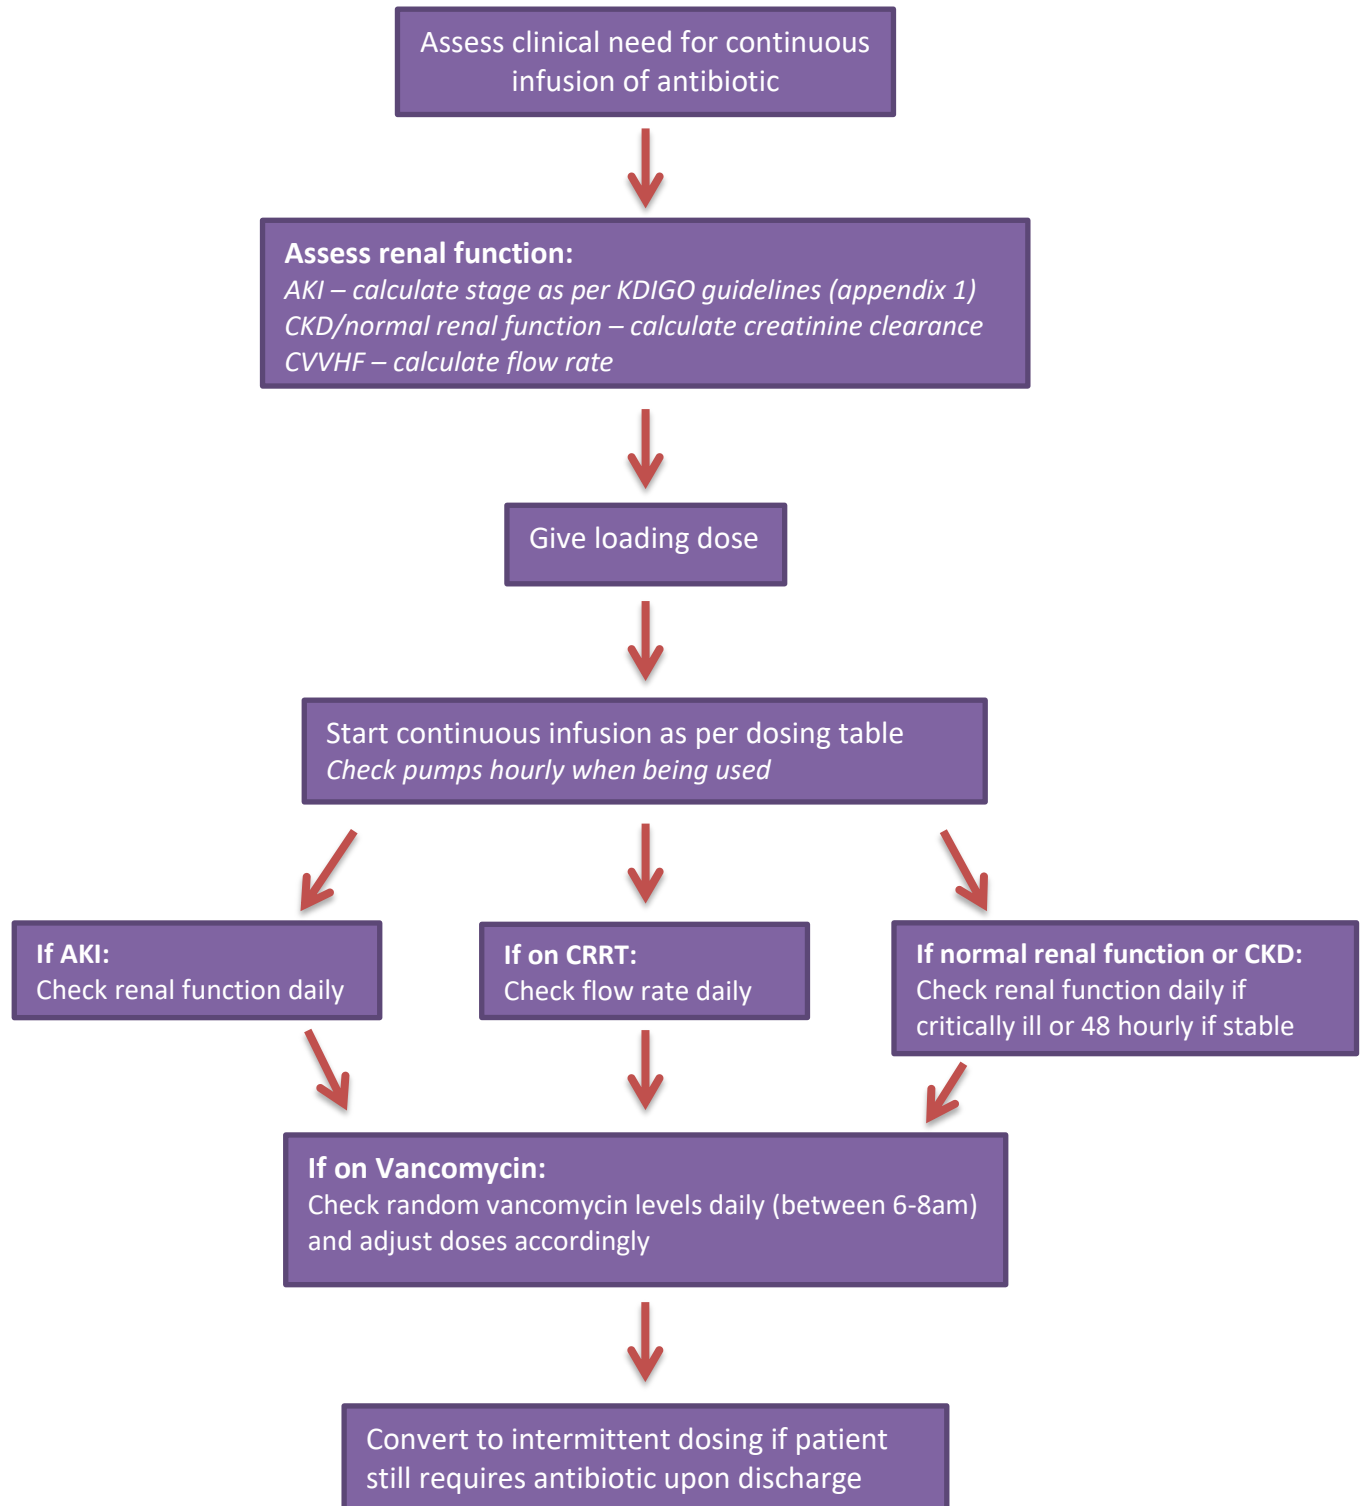 Assess clinical need for continuous
infusion of antibiotic
Assess renal function:
AKI – calculate stage as per KDIGO guidelines (appendix 1)
CKD/normal renal function – calculate creatinine clearance
CVVHF – calculate flow rate
Give loading dose
Start continuous infusion as per dosing table
Check pumps hourly when being used
If AKI:
Check renal function daily
If on CRRT:
Check flow rate daily
If normal renal function or CKD:
Check renal function daily if
critically ill or 48 hourly if stable
If on Vancomycin:
Check random vancomycin levels daily (between 6-8am)
and adjust doses accordingly
Convert to intermittent dosing if patient
still requires antibiotic upon discharge